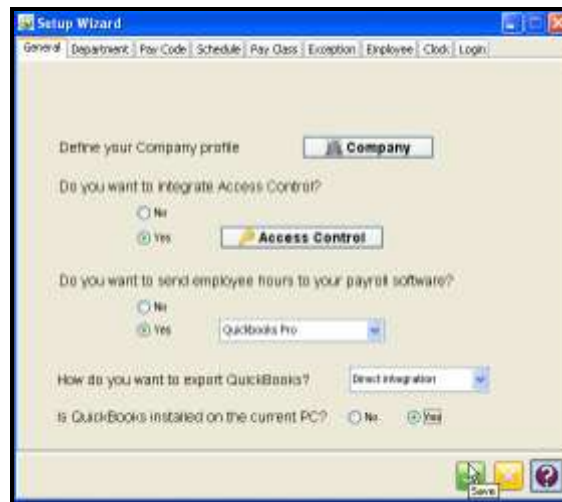 Setup Wizard
General Department Pay Code Schedule Pay Class Exception Employee Clock Login
Define your Company profile Company
Do you want to integrate Access Control?
No
Yes Access Control
Do you want to send employee hours to your payroll software?
No
Yes Quickbooks Pro
How do you want to export QuickBooks? Direct Integration
Is QuickBooks installed on the current PC? No Yes
Save